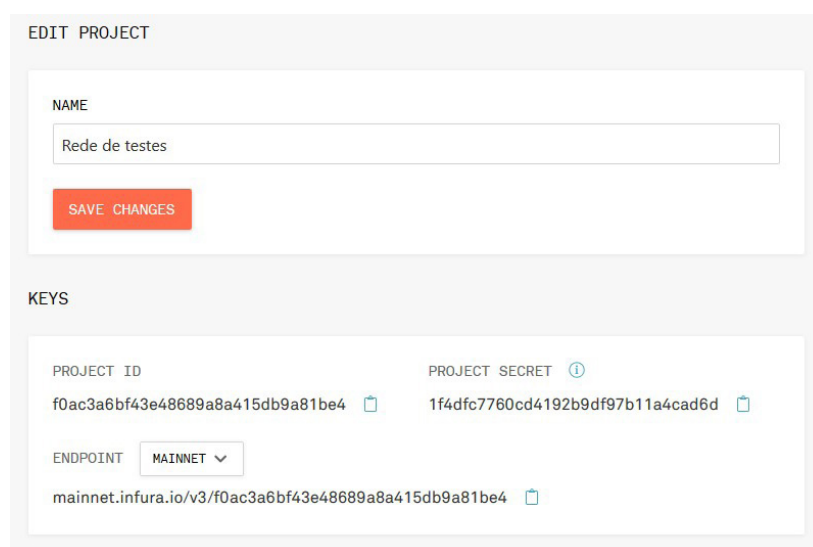 EDIT PROJECT
NAME
Rede de testes
SAVE CHANGES
KEYS
PROJECT ID
f0ac3a6bf43e48689a8a415db9a81be4
PROJECT SECRET
1f4dfc7760cd4192b9df97b11a4cad6d
ENDPOINT MAINNET
mainnet.infura.io/v3/f0ac3a6bf43e48689a8a415db9a81be4